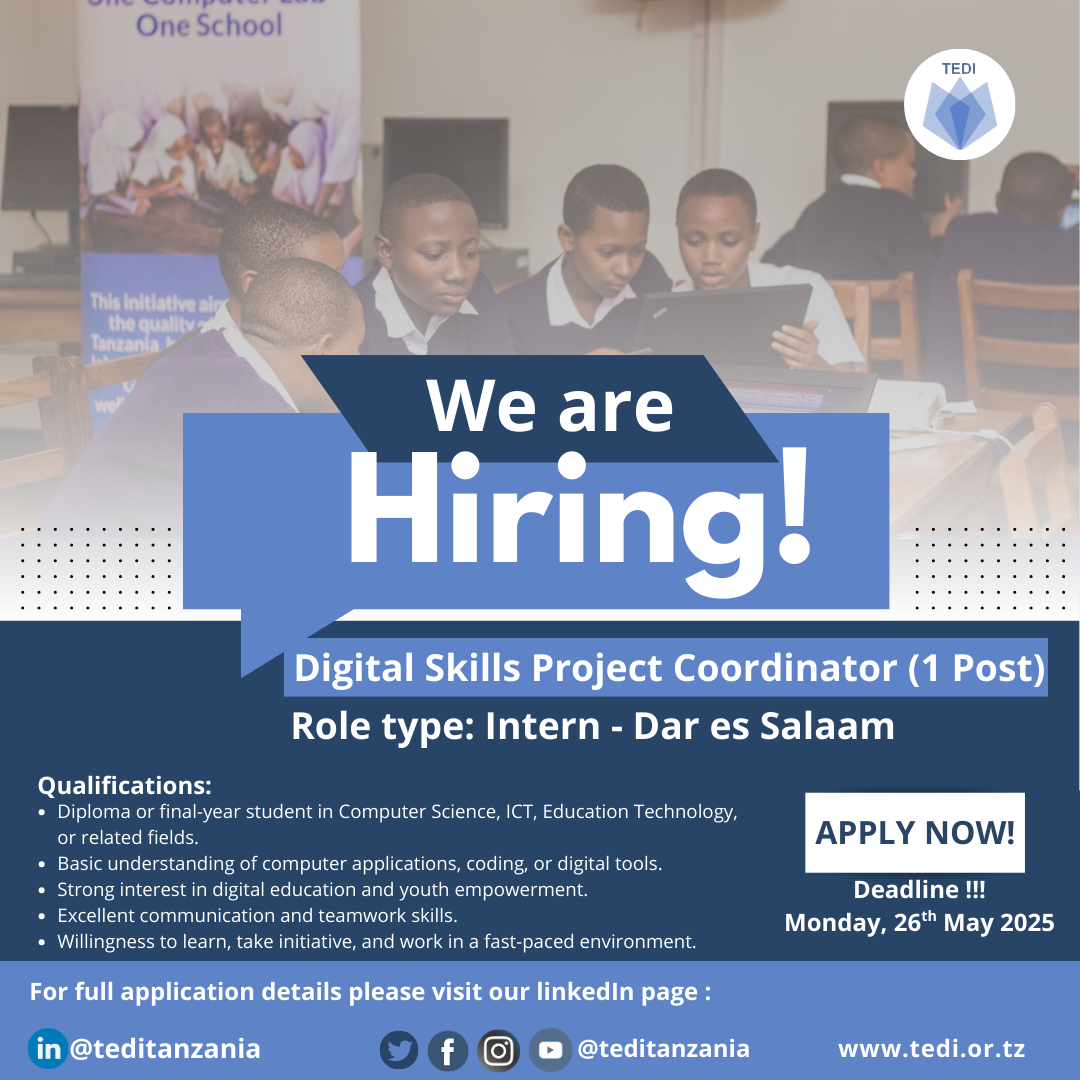 One Computer Lab
One School
TEDI
This initiative
the quality
Tanzania,
We are
Hiring!
Digital Skills Project Coordinator (1 Post)
Role type: Intern - Dar es Salaam
Qualifications:
• Diploma or final-year student in Computer Science, ICT, Education Technology,
or related fields.
• Basic understanding of computer applications, coding, or digital tools.
• Strong interest in digital education and youth empowerment.
• Excellent communication and teamwork skills.
• Willingness to learn, take initiative, and work in a fast-paced environment.
APPLY NOW!
Deadline !!!
Monday, 26th May 2025
For full application details please visit our linkedIn page :
in @teditanzania
@teditanzania
www.tedi.or.tz